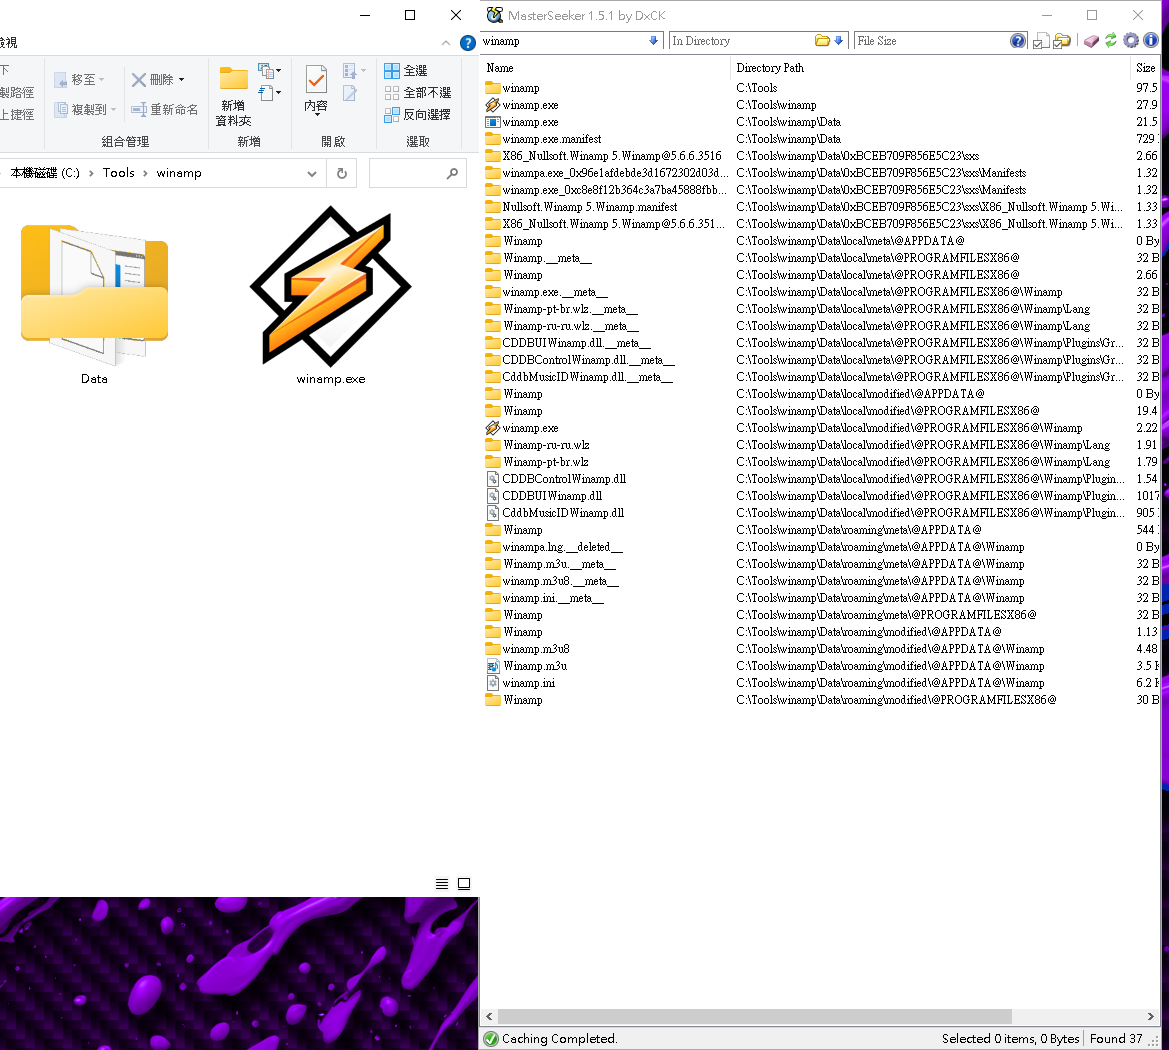 檢視
下
製路徑
上捷徑
移至
複製到
刪除
重新命名
組合管理
新增
資料夾
新增
內容
開啟
全選
全部不選
反向選擇
選取
本機磁碟 (C:) › Tools › winamp
Data
winamp.exe
MasterSeeker 1.5.1 by DxCK
winamp In Directory File Size
Name Directory Path Size
winamp C:\Tools 97.5
winamp.exe C:\Tools\winamp 27.9
winamp.exe C:\Tools\winamp\Data 21.5
winamp.exe.manifest C:\Tools\winamp\Data 729
X86_Nullsoft.Winamp 5.Winamp@5.6.6.3516 C:\Tools\winamp\Data\0xBCEB709F856E5C23\sxs 2.66
winampa.exe_0x96e1afdebde3d1672302d03d... C:\Tools\winamp\Data\0xBCEB709F856E5C23\sxs\Manifests 1.32
winamp.exe_0xc8e8f12b364c3a7ba45888fbb... C:\Tools\winamp\Data\0xBCEB709F856E5C23\sxs\Manifests 1.32
Nullsoft.Winamp 5.Winamp.manifest C:\Tools\winamp\Data\0xBCEB709F856E5C23\sxs\X86_Nullsoft.Winamp 5.Wi... 1.33
X86_Nullsoft.Winamp 5.Winamp@5.6.6.351... C:\Tools\winamp\Data\0xBCEB709F856E5C23\sxs\X86_Nullsoft.Winamp 5.Wi... 1.33
Winamp C:\Tools\winamp\Data\local\meta\@APPDATA@ 0 By
Winamp.__meta__ C:\Tools\winamp\Data\local\meta\@PROGRAMFILESX86@ 32 B
Winamp C:\Tools\winamp\Data\local\meta\@PROGRAMFILESX86@ 2.66
winamp.exe.__meta__ C:\Tools\winamp\Data\local\meta\@PROGRAMFILESX86@\Winamp 32 B
Winamp-pt-br.wlz.__meta__ C:\Tools\winamp\Data\local\meta\@PROGRAMFILESX86@\Winamp\Lang 32 B
Winamp-ru-ru.wlz.__meta__ C:\Tools\winamp\Data\local\meta\@PROGRAMFILESX86@\Winamp\Lang 32 B
CDDBUIWinamp.dll.__meta__ C:\Tools\winamp\Data\local\meta\@PROGRAMFILESX86@\Winamp\Plugins\Gr... 32 B
CDDBControlWinamp.dll.__meta__ C:\Tools\winamp\Data\local\meta\@PROGRAMFILESX86@\Winamp\Plugins\Gr... 32 B
CddbMusicIDWinamp.dll.__meta__ C:\Tools\winamp\Data\local\meta\@PROGRAMFILESX86@\Winamp\Plugins\Gr... 32 B
Winamp C:\Tools\winamp\Data\local\modified\@APPDATA@ 0 By
Winamp C:\Tools\winamp\Data\local\modified\@PROGRAMFILESX86@ 19.4
winamp.exe C:\Tools\winamp\Data\local\modified\@PROGRAMFILESX86@\Winamp 2.22
Winamp-ru-ru.wlz C:\Tools\winamp\Data\local\modified\@PROGRAMFILESX86@\Winamp\Lang 1.91
Winamp-pt-br.wlz C:\Tools\winamp\Data\local\modified\@PROGRAMFILESX86@\Winamp\Lang 1.79
CDDBControlWinamp.dll C:\Tools\winamp\Data\local\modified\@PROGRAMFILESX86@\Winamp\Plugin... 1.54
CDDBUIWinamp.dll C:\Tools\winamp\Data\local\modified\@PROGRAMFILESX86@\Winamp\Plugin... 1017
CddbMusicIDWinamp.dll C:\Tools\winamp\Data\local\modified\@PROGRAMFILESX86@\Winamp\Plugin... 905
Winamp C:\Tools\winamp\Data\roaming\meta\@APPDATA@ 544
winampa.lng.__deleted__ C:\Tools\winamp\Data\roaming\meta\@APPDATA@\Winamp 0 By
Winamp.m3u.__meta__ C:\Tools\winamp\Data\roaming\meta\@APPDATA@\Winamp 32 B
winamp.m3u8.__meta__ C:\Tools\winamp\Data\roaming\meta\@APPDATA@\Winamp 32 B
winamp.ini.__meta__ C:\Tools\winamp\Data\roaming\meta\@APPDATA@\Winamp 32 B
Winamp C:\Tools\winamp\Data\roaming\meta\@PROGRAMFILESX86@ 32 B
Winamp C:\Tools\winamp\Data\roaming\modified\@APPDATA@ 1.13
winamp.m3u8 C:\Tools\winamp\Data\roaming\modified\@APPDATA@\Winamp 4.48
Winamp.m3u C:\Tools\winamp\Data\roaming\modified\@APPDATA@\Winamp 3.5 K
winamp.ini C:\Tools\winamp\Data\roaming\modified\@APPDATA@\Winamp 6.2 K
Winamp C:\Tools\winamp\Data\roaming\modified\@PROGRAMFILESX86@ 30 B
Caching Completed. Selected 0 items, 0 Bytes Found 37